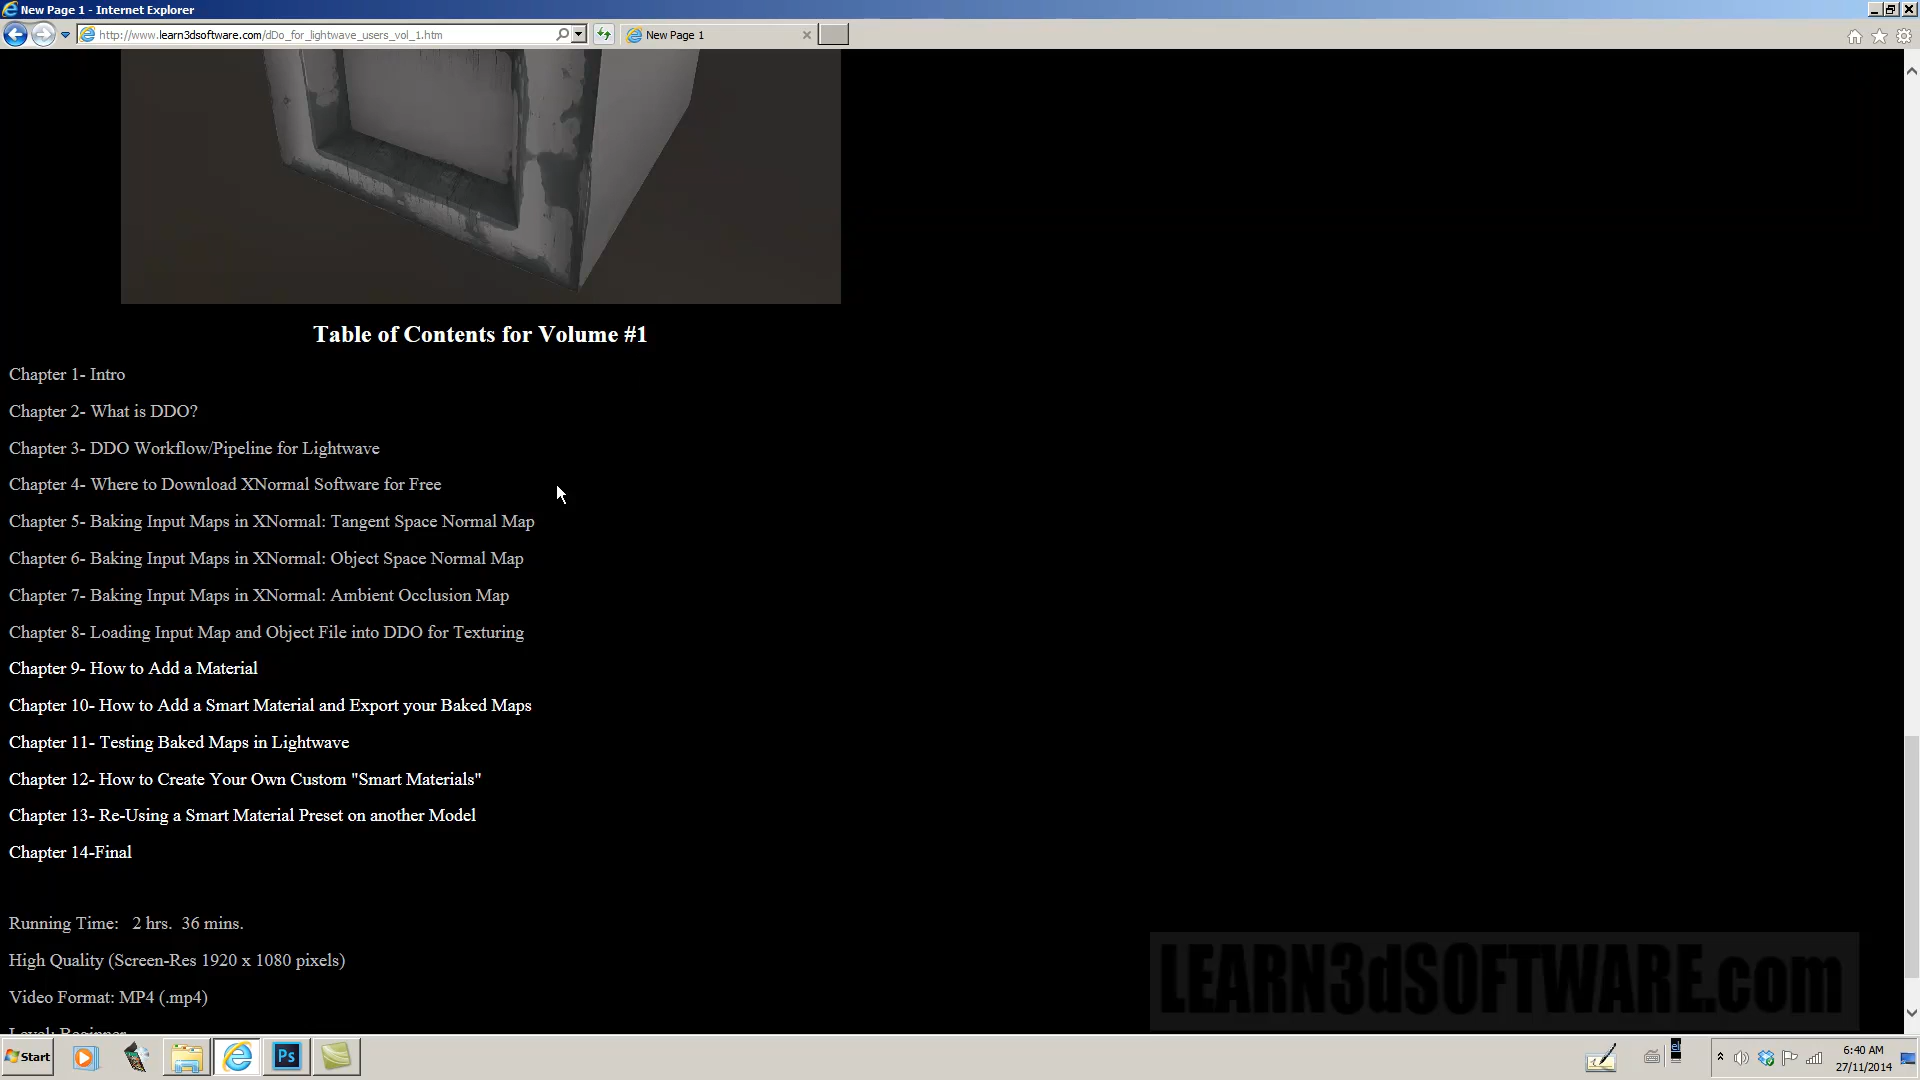 New Page 1 - Internet Explorer
http://www.learn3dsoftware.com/dDo_for_lightwave_users_vol_1.htm
New Page 1
Table of Contents for Volume #1
Chapter 1- Intro
Chapter 2- What is DDO?
Chapter 3- DDO Workflow/Pipeline for Lightwave
Chapter 4- Where to Download XNormal Software for Free
Chapter 5- Baking Input Maps in XNormal: Tangent Space Normal Map
Chapter 6- Baking Input Maps in XNormal: Object Space Normal Map
Chapter 7- Baking Input Maps in XNormal: Ambient Occlusion Map
Chapter 8- Loading Input Map and Object File into DDO for Texturing
Chapter 9- How to Add a Material
Chapter 10- How to Add a Smart Material and Export your Baked Maps
Chapter 11- Testing Baked Maps in Lightwave
Chapter 12- How to Create Your Own Custom "Smart Materials"
Chapter 13- Re-Using a Smart Material Preset on another Model
Chapter 14-Final
Running Time:   2 hrs.  36 mins.
High Quality (Screen-Res 1920 x 1080 pixels)
Video Format: MP4 (.mp4)
Level: Beginner
LEARN3dSOFTWARE.com
Start
Ps
6:40 AM
27/11/2014